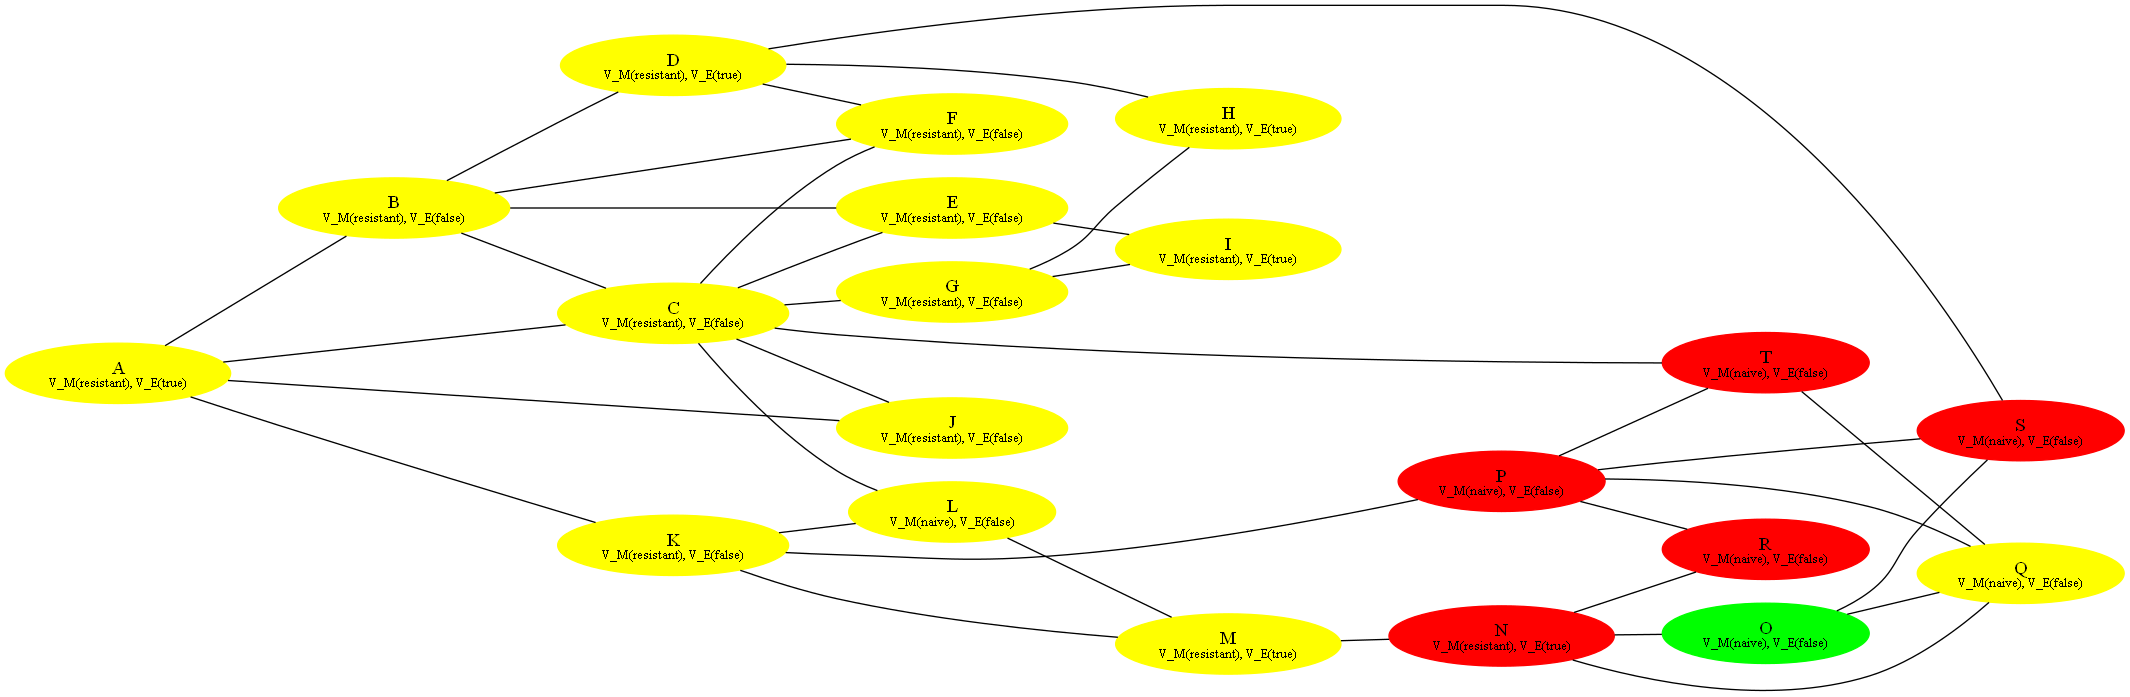 D
V_M(resistant), V_E(true)
F
V_M(resistant), V_E(false)
H
V_M(resistant), V_E(true)
B
V_M(resistant), V_E(false)
E
V_M(resistant), V_E(false)
I
V_M(resistant), V_E(true)
G
V_M(resistant), V_E(false)
C
V_M(resistant), V_E(false)
A
V_M(resistant), V_E(true)
T
V_M(naive), V_E(false)
J
V_M(resistant), V_E(false)
S
V_M(naive), V_E(false)
P
V_M(naive), V_E(false)
L
V_M(naive), V_E(false)
K
V_M(resistant), V_E(false)
R
V_M(naive), V_E(false)
Q
V_M(naive), V_E(false)
M
V_M(resistant), V_E(true)
N
V_M(resistant), V_E(true)
O
V_M(naive), V_E(false)